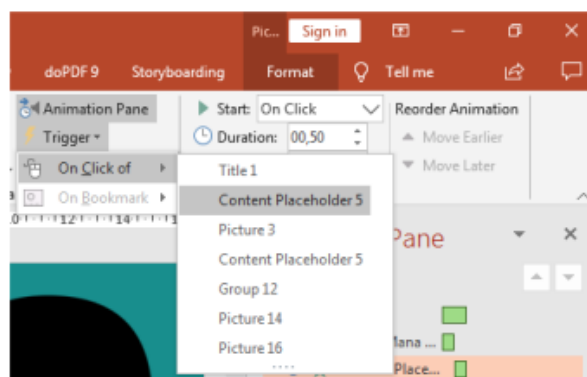 Pic... Sign in
doPDF 9 Storyboarding Format Tell me
Animation Pane Start: On Click Reorder Animation
Trigger Duration: 00,50 Move Earlier
On Click of Title 1 Move Later
On Bookmark Content Placeholder 5
Picture 3 Pane
Content Placeholder 5
Group 12
Picture 14 Mana ...
Picture 16 Place...